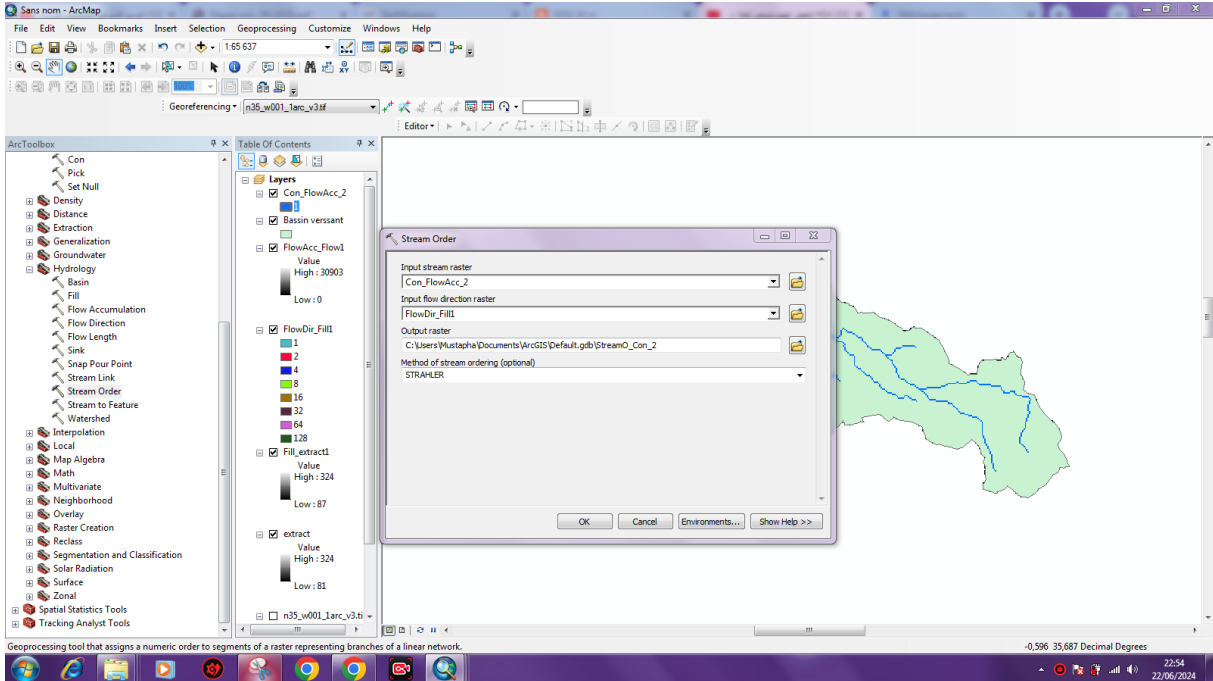 Sans nom - ArcMap
File Edit View Bookmarks Insert Selection Geoprocessing Customize Windows Help
1:65 637
100%
Georeferencing n35_w001_1arc_v3.tif
Editor
ArcToolbox
Con
Pick
Set Null
Density
Distance
Extraction
Generalization
Groundwater
Hydrology
Basin
Fill
Flow Accumulation
Flow Direction
Flow Length
Sink
Snap Pour Point
Stream Link
Stream Order
Stream to Feature
Watershed
Interpolation
Local
Map Algebra
Math
Multivariate
Neighborhood
Overlay
Raster Creation
Reclass
Segmentation and Classification
Solar Radiation
Surface
Zonal
Spatial Statistics Tools
Tracking Analyst Tools
Table Of Contents
Layers
Con_FlowAcc_2
1
Bassin verssant
FlowAcc_Flow1
Value
High : 30903
Low : 0
FlowDir_Fill1
1
2
4
8
16
32
64
128
Fill_extract1
Value
High : 324
Low : 87
extract
Value
High : 324
Low : 81
n35_w001_1arc_v3.ti
Stream Order
Input stream raster
Con_FlowAcc_2
Input flow direction raster
FlowDir_Fill1
Output raster
C:\Users\Mustapha\Documents\ArcGIS\Default.gdb\StreamO_Con_2
Method of stream ordering (optional)
STRAHLER
OK Cancel Environments... Show Help >>
Geoprocessing tool that assigns a numeric order to segments of a raster representing branches of a linear network.
-0,596 35,687 Decimal Degrees
22:54
22/06/2024